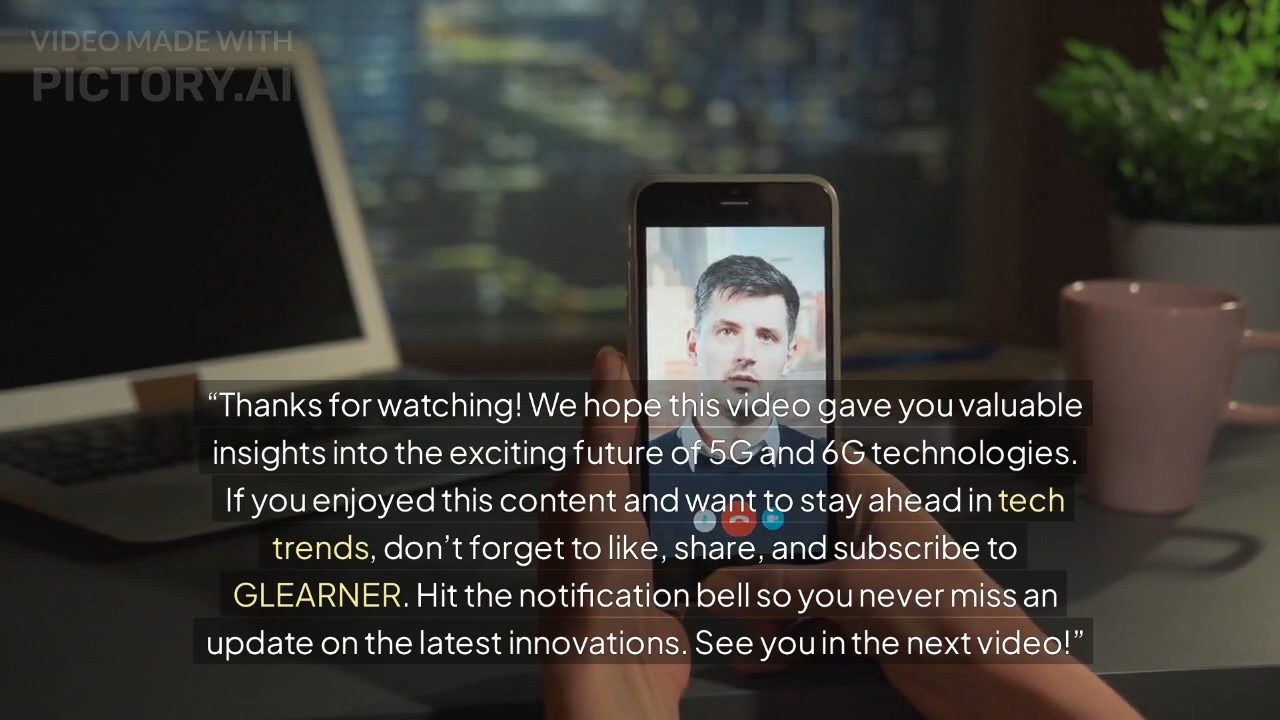 VIDEO MADE WITH
PICTORY.AI
“Thanks for watching! We hope this video gave you valuable
insights into the exciting future of 5G and 6G technologies.
If you enjoyed this content and want to stay ahead in tech
trends, don’t forget to like, share, and subscribe to
GLEARNER. Hit the notification bell so you never miss an
update on the latest innovations. See you in the next video!”